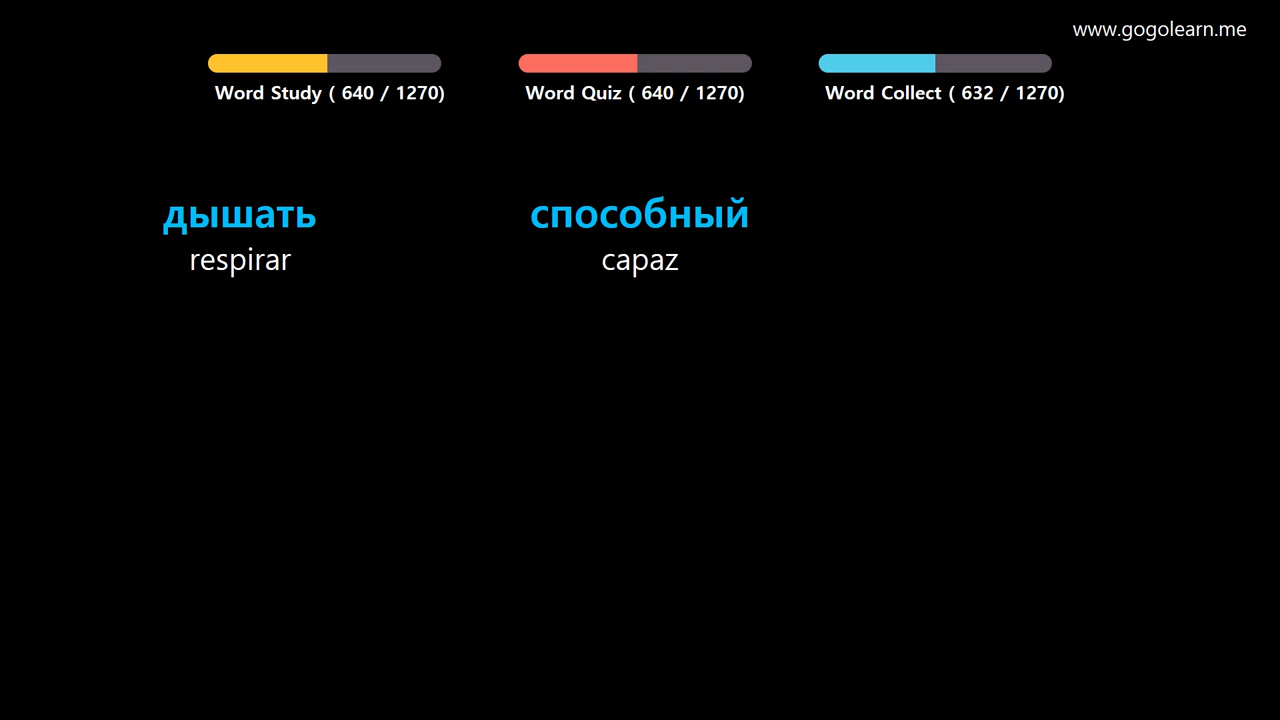 www.gogolearn.me
Word Study ( 640 / 1270)
Word Quiz ( 640 / 1270)
Word Collect ( 632 / 1270)
дышать
respirar
способный
capaz